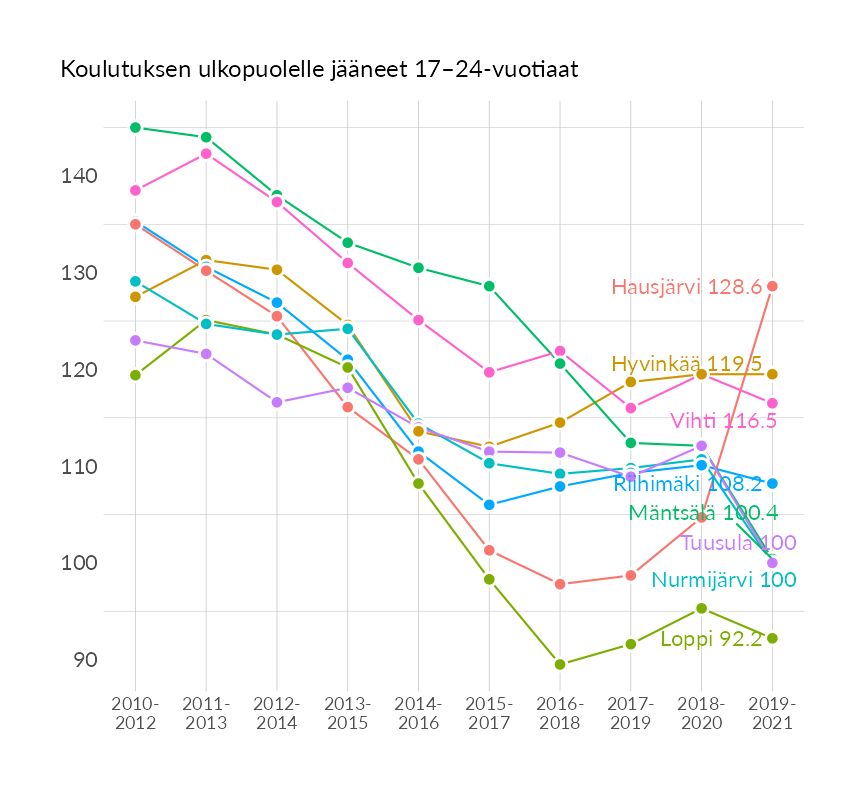 Koulutuksen ulkopuolelle jääneet 17–24-vuotiaat
140
130
120
110
100
90
Hausjärvi 128.6
Hyvinkää 119.5
Vihti 116.5
Riihimäki 108.2
Mäntsälä 100.4
Tuusula 100
Nurmijärvi 100
Loppi 92.2
2010- 2011- 2012- 2013- 2014- 2015- 2016- 2017- 2018- 2019-
2012 2013 2014 2015 2016 2017 2018 2019 2020 2021